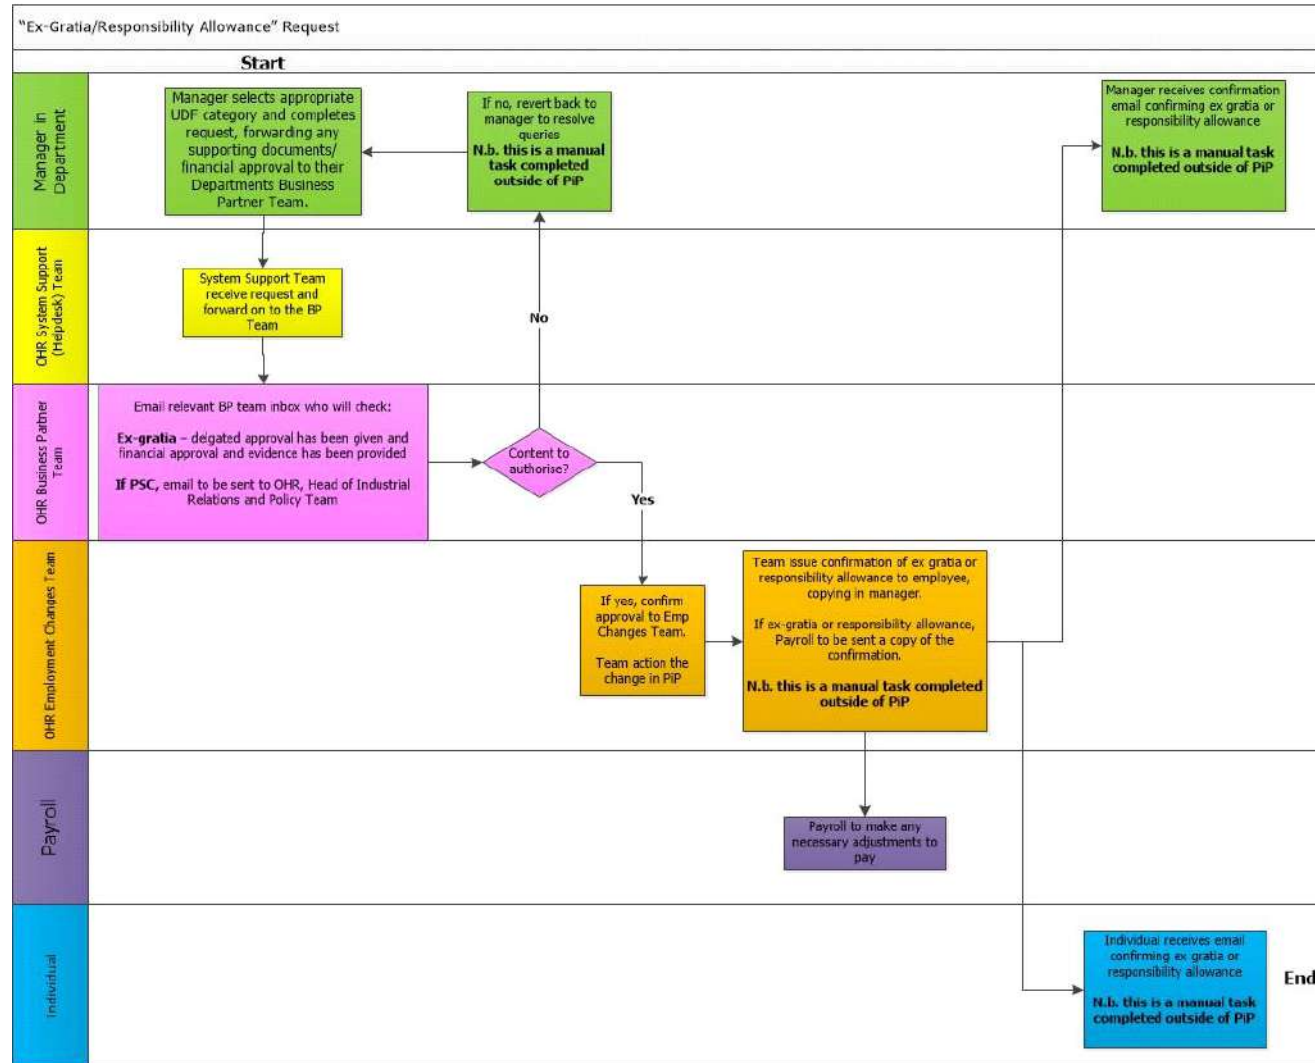 "Ex-Gratia/Responsibility Allowance" Request
Start
Manager in
Department
Manager selects appropriate
UDF category and completes
request, forwarding any
supporting documents/
financial approval to their
Departments Business
Partner Team.
If no, revert back to
manager to resolve
queries
N.b. this is a manual
task completed
outside of PiP
Manager receives confirmation
email confirming ex gratia or
responsibility allowance
N.b. this is a manual task
completed outside of PiP
OHR System Support
(Helpdesk) Team
System Support Team
receive request and
forward on to the BP
Team
No
OHR Business Partner
Team
Email relevant BP team inbox who will check:
Ex-gratia – delgated approval has been given and
financial approval and evidence has been provided
If PSC, email to be sent to OHR, Head of Industrial
Relations and Policy Team
Content to
authorise?
Yes
OHR Employment Changes Team
If yes, confirm
approval to Emp
Changes Team.
Team action the
change in PiP
Team issue confirmation of ex gratia or
responsibility allowance to employee,
copying in manager.
If ex-gratia or responsibility allowance,
Payroll to be sent a copy of the
confirmation.
N.b. this is a manual task completed
outside of PiP
Payroll
Payroll to make any
necessary adjustments to
pay
Individual
Individual receives email
confirming ex gratia or
responsibility allowance
N.b. this is a manual task
completed outside of PiP
End